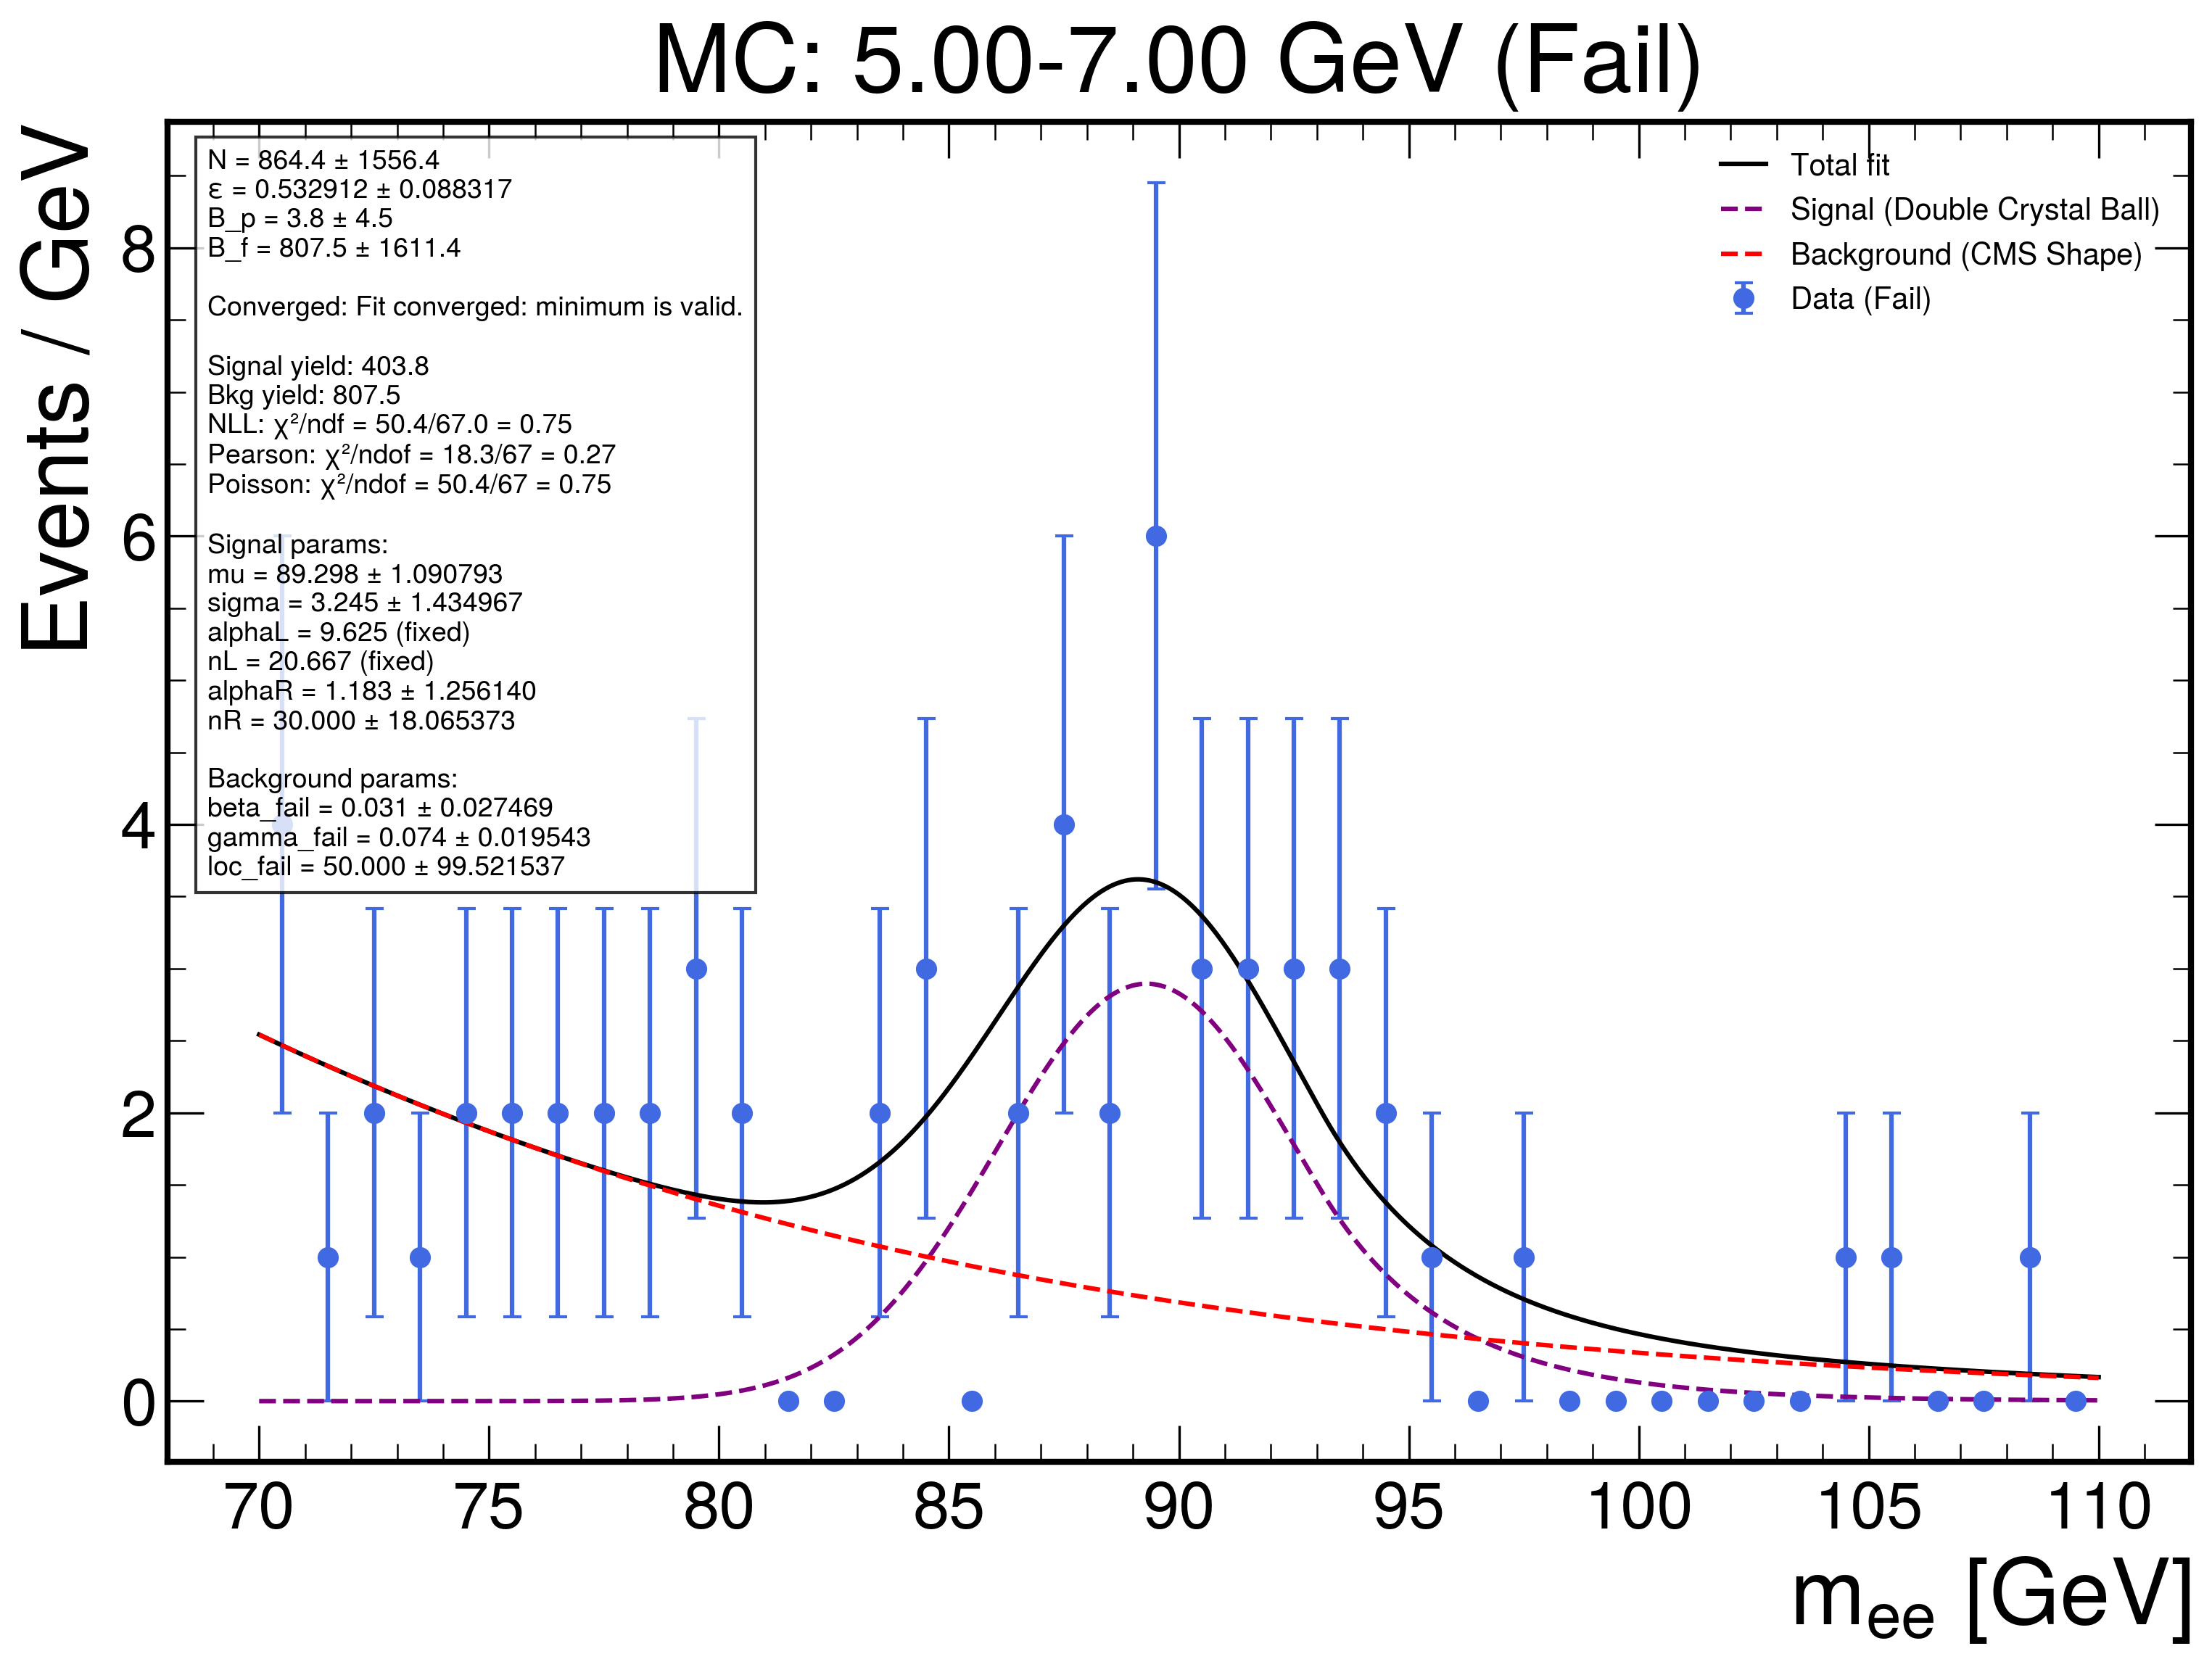 MC: 5.00-7.00 GeV (Fail)
Events / GeV
N = 864.4 ± 1556.4
ε = 0.532912 ± 0.088317
B_p = 3.8 ± 4.5
B_f = 807.5 ± 1611.4
Converged: Fit converged: minimum is valid.
Signal yield: 403.8
Bkg yield: 807.5
NLL: χ²/ndf = 50.4/67.0 = 0.75
Pearson: χ²/ndof = 18.3/67 = 0.27
Poisson: χ²/ndof = 50.4/67 = 0.75
Signal params:
mu = 89.298 ± 1.090793
sigma = 3.245 ± 1.434967
alphaL = 9.625 (fixed)
nL = 20.667 (fixed)
alphaR = 1.183 ± 1.256140
nR = 30.000 ± 18.065373
Background params:
beta_fail = 0.031 ± 0.027469
gamma_fail = 0.074 ± 0.019543
loc_fail = 50.000 ± 99.521537
Total fit
Signal (Double Crystal Ball)
Background (CMS Shape)
Data (Fail)
8
6
4
2
0
70 75 80 85 90 95 100 105 110
m_ee [GeV]